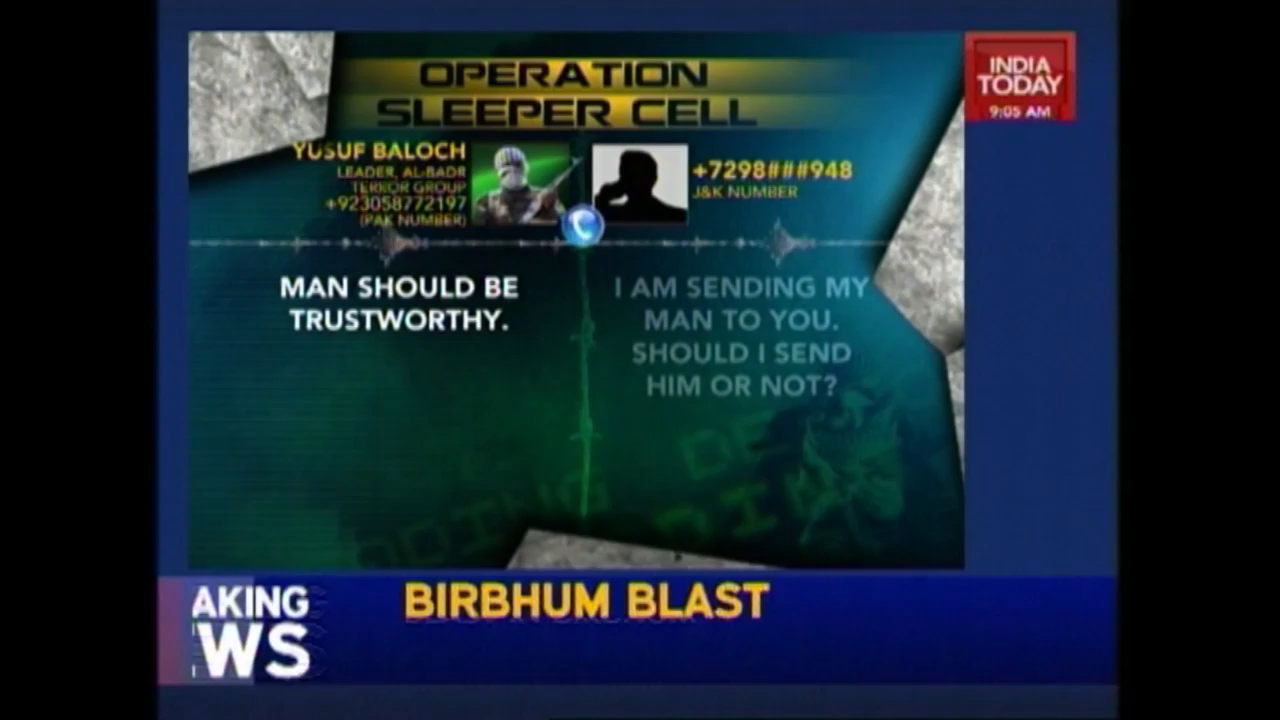 OPERATION
SLEEPER CELL
INDIA
TODAY
9:05 AM
YUSUF BALOCH
LEADER, AL-BADR
TERROR GROUP
+923058772197
(PAK NUMBER)
+7298###948
J&K NUMBER
MAN SHOULD BE
TRUSTWORTHY.
I AM SENDING MY
MAN TO YOU.
SHOULD I SEND
HIM OR NOT?
AKING
WS
BIRBHUM BLAST